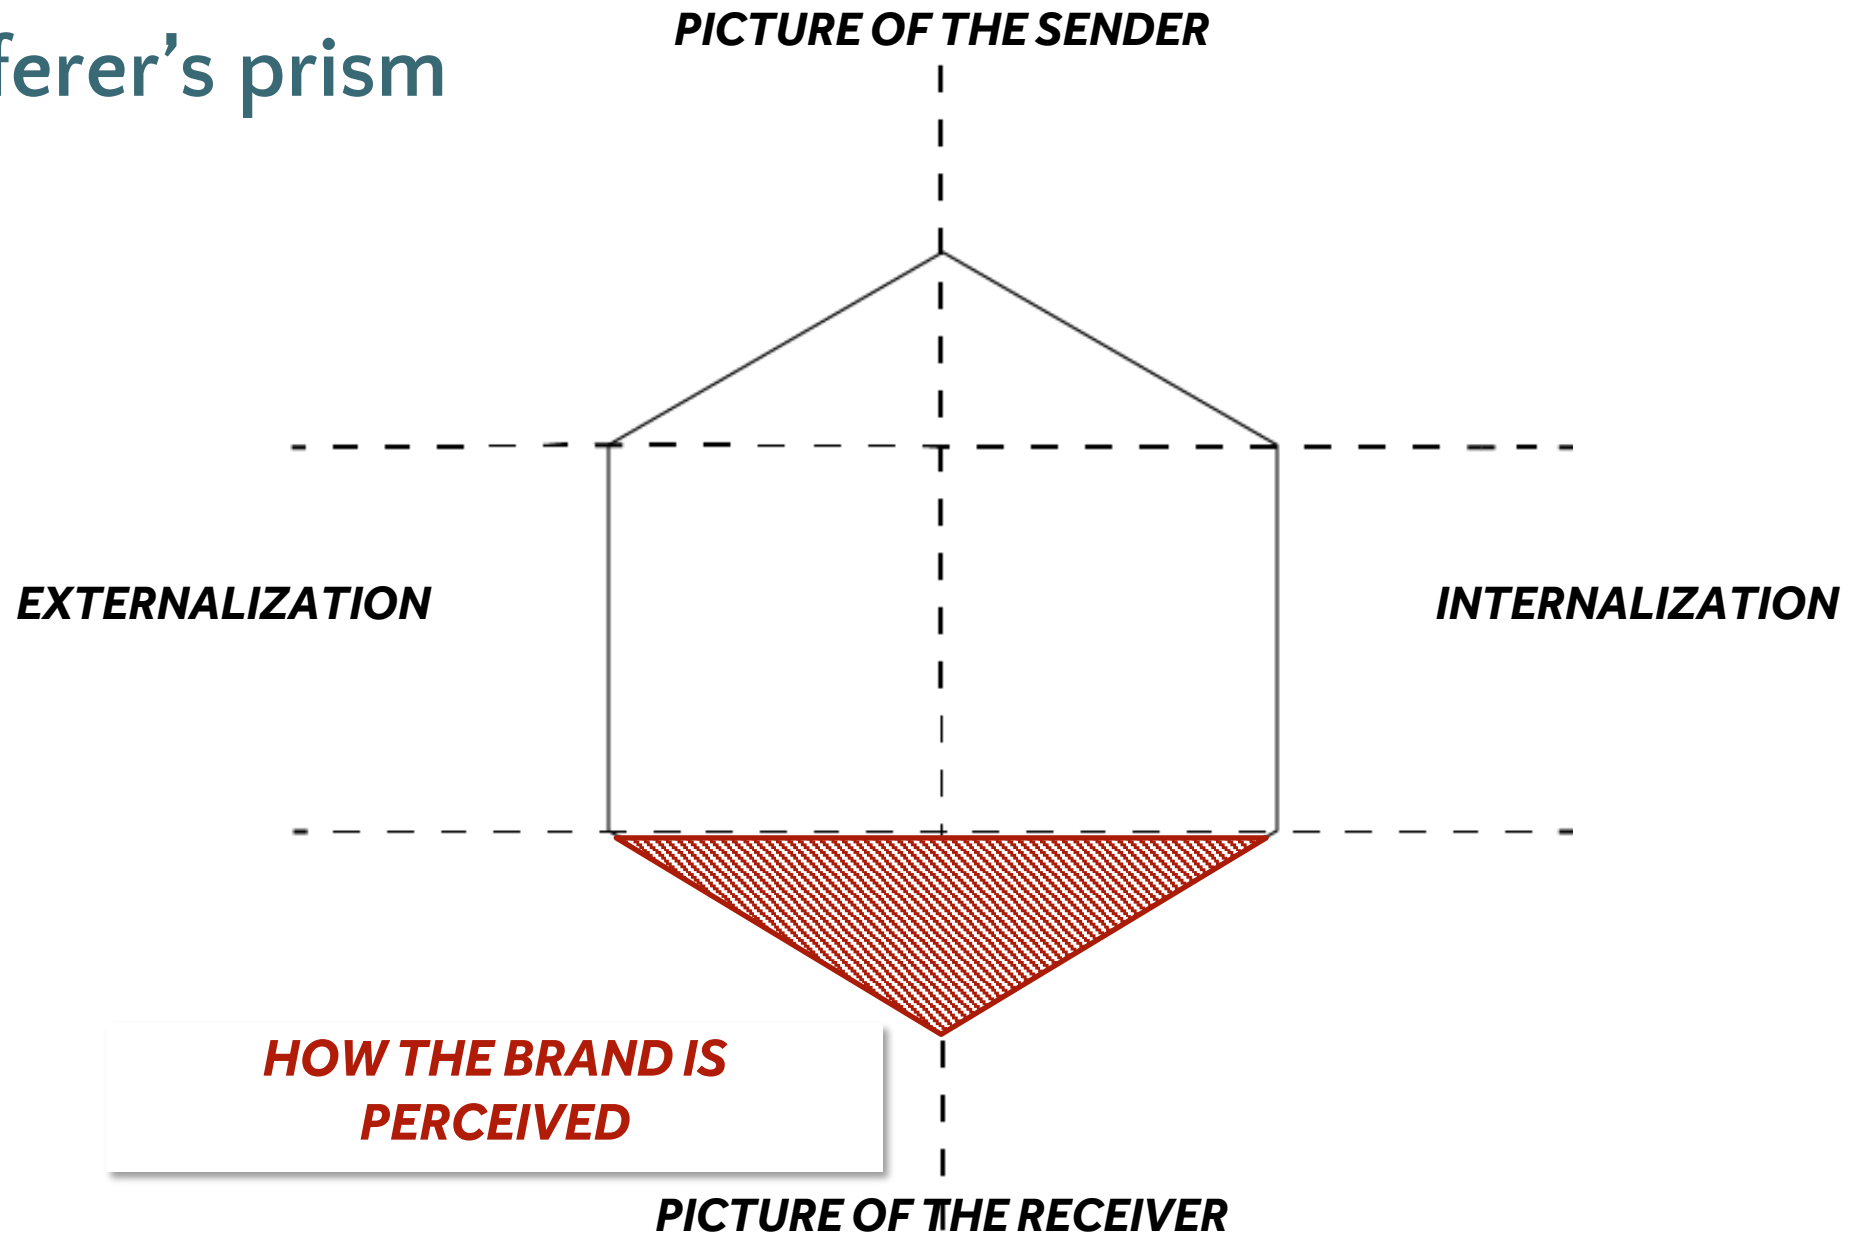 PICTURE OF THE SENDER
ferer's prism
EXTERNALIZATION
INTERNALIZATION
HOW THE BRAND IS
PERCEIVED
PICTURE OF THE RECEIVER